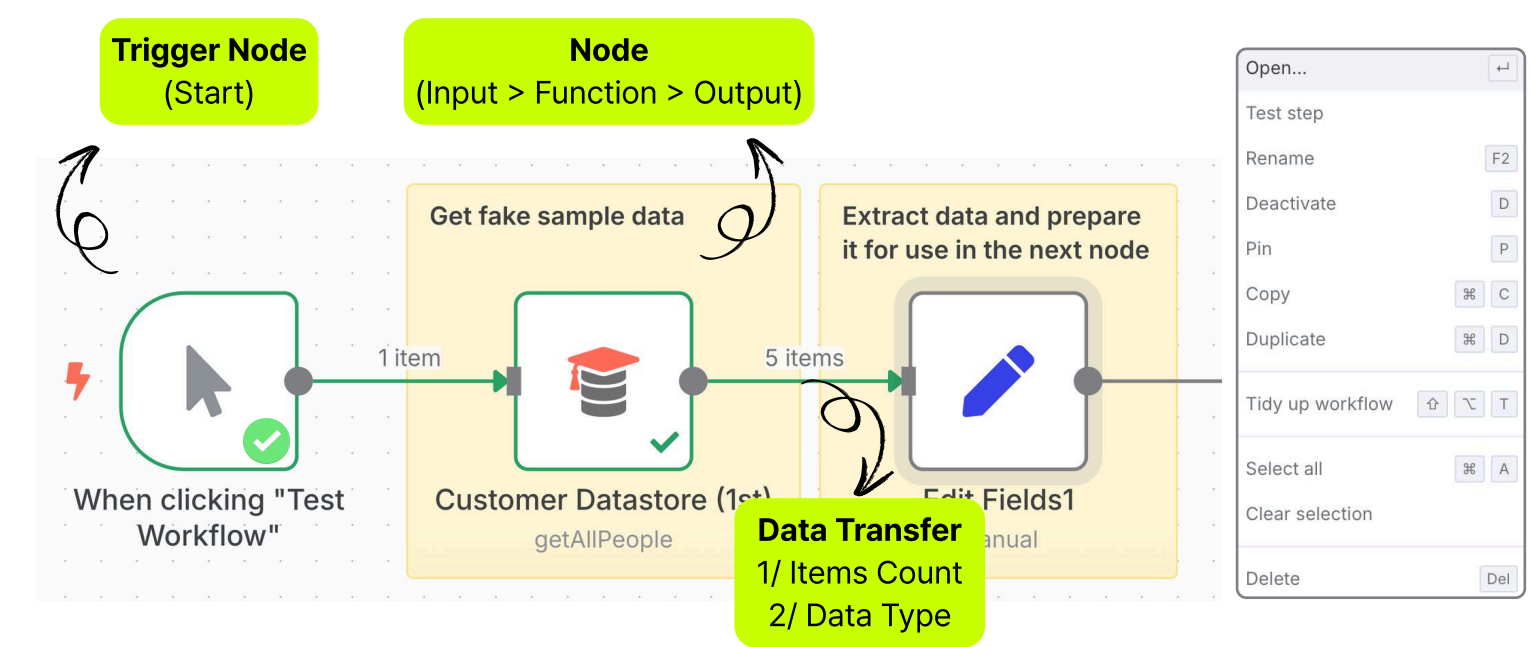 Trigger Node
(Start)
Node
(Input > Function > Output)
Get fake sample data
Extract data and prepare
it for use in the next node
1 item
5 items
When clicking "Test
Workflow"
Customer Datastore (1st)
getAllPeople
Edit Fields1
Data Transfer
1/ Items Count
2/ Data Type
Open... ↵
Test step
Rename F2
Deactivate D
Pin P
Copy ⌘ C
Duplicate ⌘ D
Tidy up workflow ⇧ ⌥ T
Select all ⌘ A
Clear selection
Delete Del